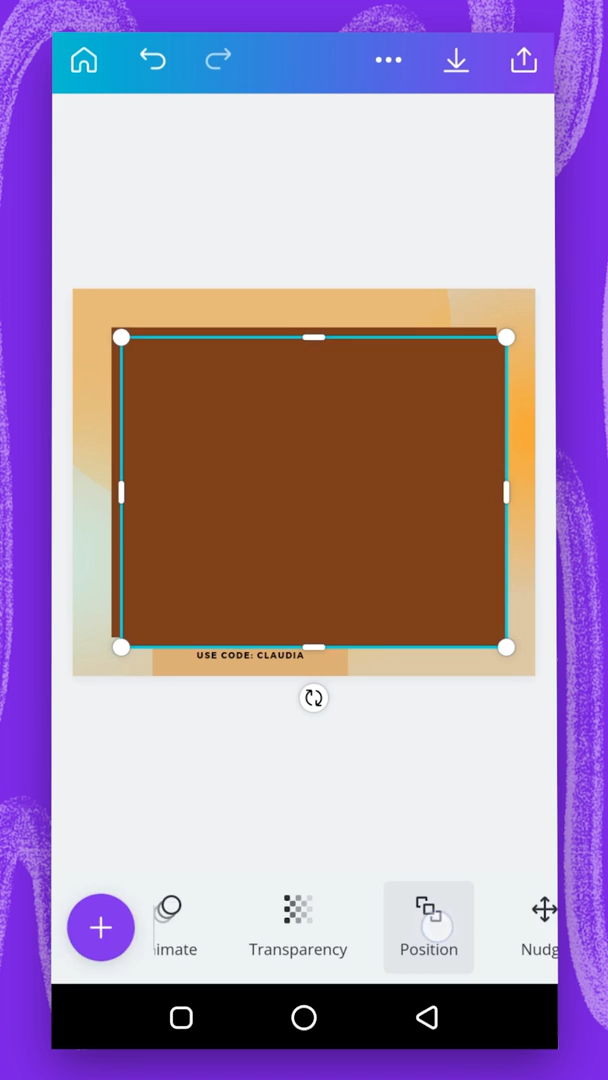 USE CODE: CLAUDIA
imate
Transparency
Position
Nudg